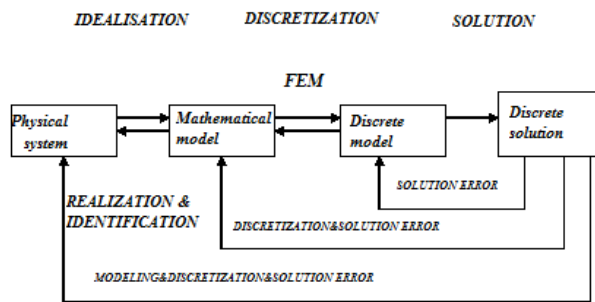 IDEALISATION DISCRETIZATION SOLUTION
FEM
Physical system
Mathematical model
Discrete model
Discrete solution
SOLUTION ERROR
REALIZATION &
IDENTIFICATION
DISCRETIZATION&SOLUTION ERROR
MODELING&DISCRETIZATION&SOLUTION ERROR